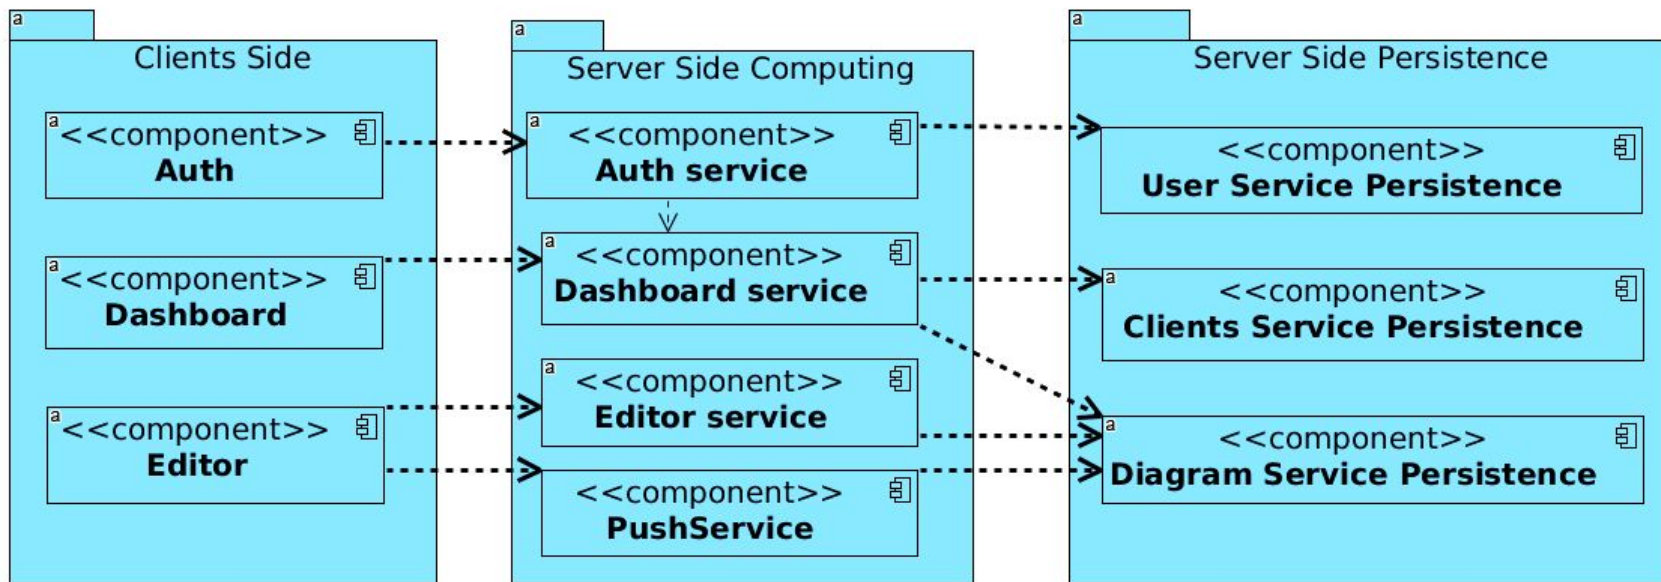 a
Clients Side
a
<<component>>
Auth
a
<<component>>
Dashboard
a
<<component>>
Editor
a
Server Side Computing
a
<<component>>
Auth service
a
<<component>>
Dashboard service
a
<<component>>
Editor service
<<component>>
PushService
a
Server Side Persistence
<<component>>
User Service Persistence
a
<<component>>
Clients Service Persistence
a
<<component>>
Diagram Service Persistence